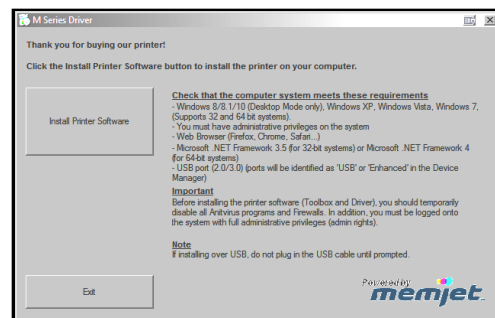 M Series Driver
Thank you for buying our printer!
Click the Install Printer Software button to install the printer on your computer.
Install Printer Software
Check that the computer system meets these requirements
- Windows 8/8.1/10 (Desktop Mode only), Windows XP, Windows Vista, Windows 7,
(Supports 32 and 64 bit systems).
- You must have administrative privileges on the system
- Web Browser (Firefox, Chrome, Safari...)
- Microsoft .NET Framework 3.5 (for 32-bit systems) or Microsoft .NET Framework 4
(for 64-bit systems)
- USB port (2.0/3.0) (ports will be identified as 'USB' or "Enhanced' in the Device
Manager)
Important
Before installing the printer software (Toolbox and Driver), you should temporarily
disable all Anitvirus programs and Firewalls. In addition, you must be logged onto
the system with full administrative privileges (admin rights).
Note
If installing over USB, do not plug in the USB cable until prompted.
Exit
Powered by
memjet